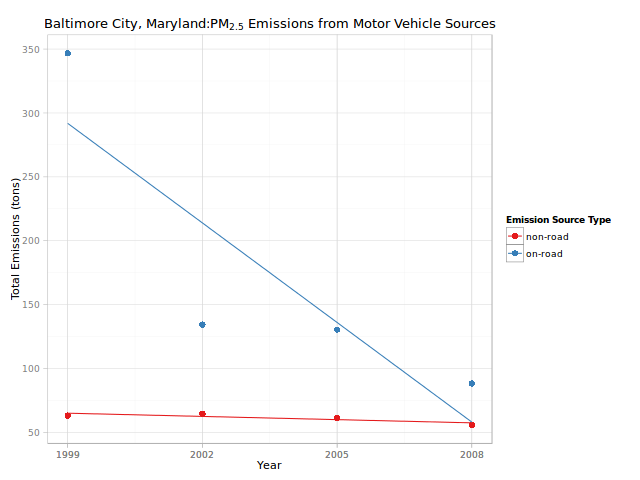 Baltimore City, Maryland:PM2.5 Emissions from Motor Vehicle Sources
350
300
250
200
150
100
50
Total Emissions (tons)
1999 2002 2005 2008
Year
Emission Source Type
non-road
on-road